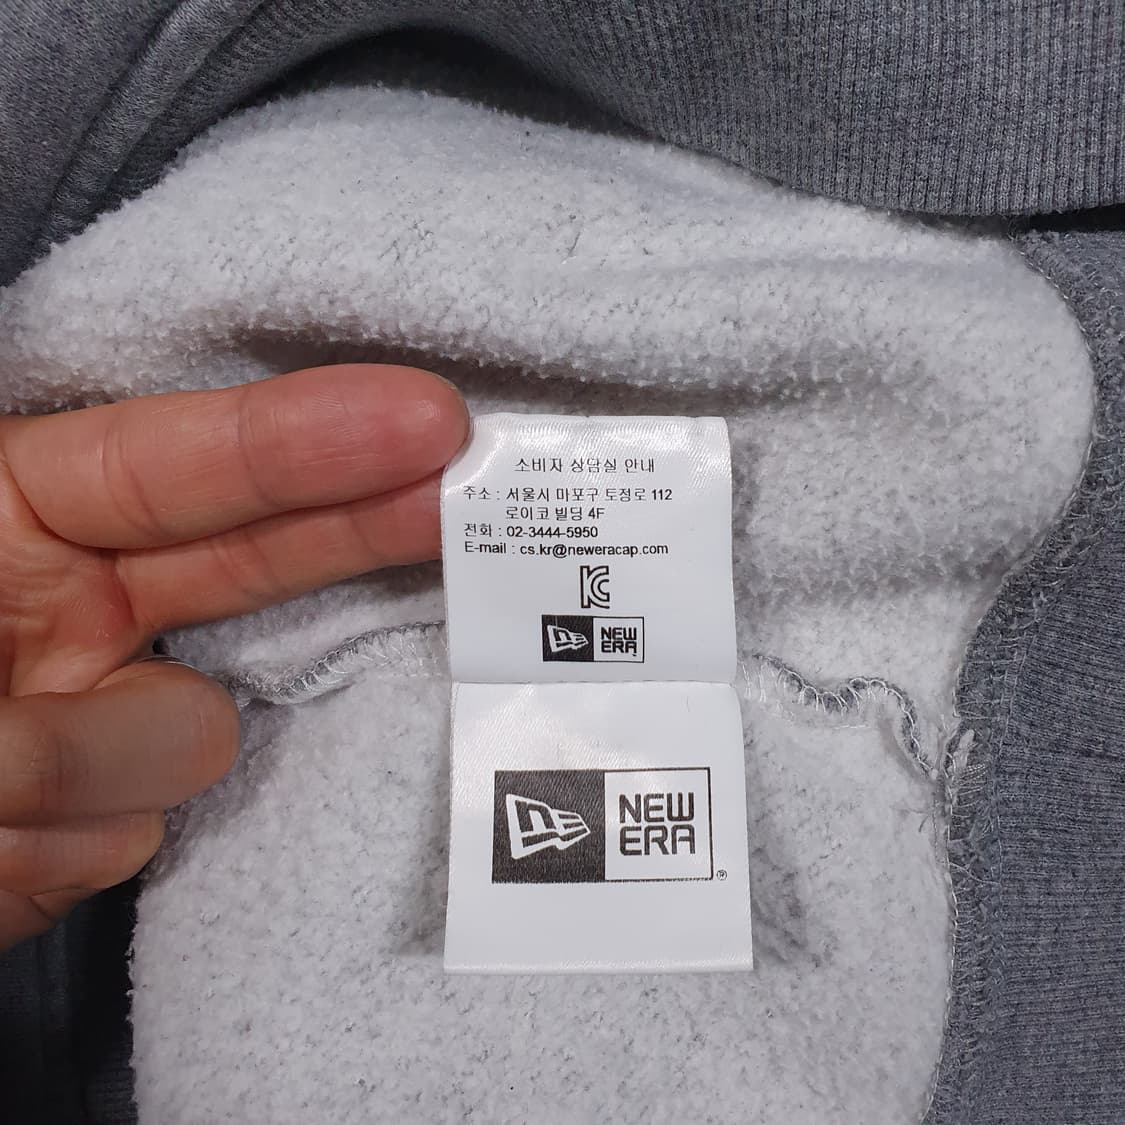 소비자 상담실 안내
주소 : 서울시 마포구 토정로 112
로이코 빌딩 4F
전화 : 02-3444-5950
E-mail : cs.kr@neweracap.com
KC
NEW
ERA
NEW
ERA
®